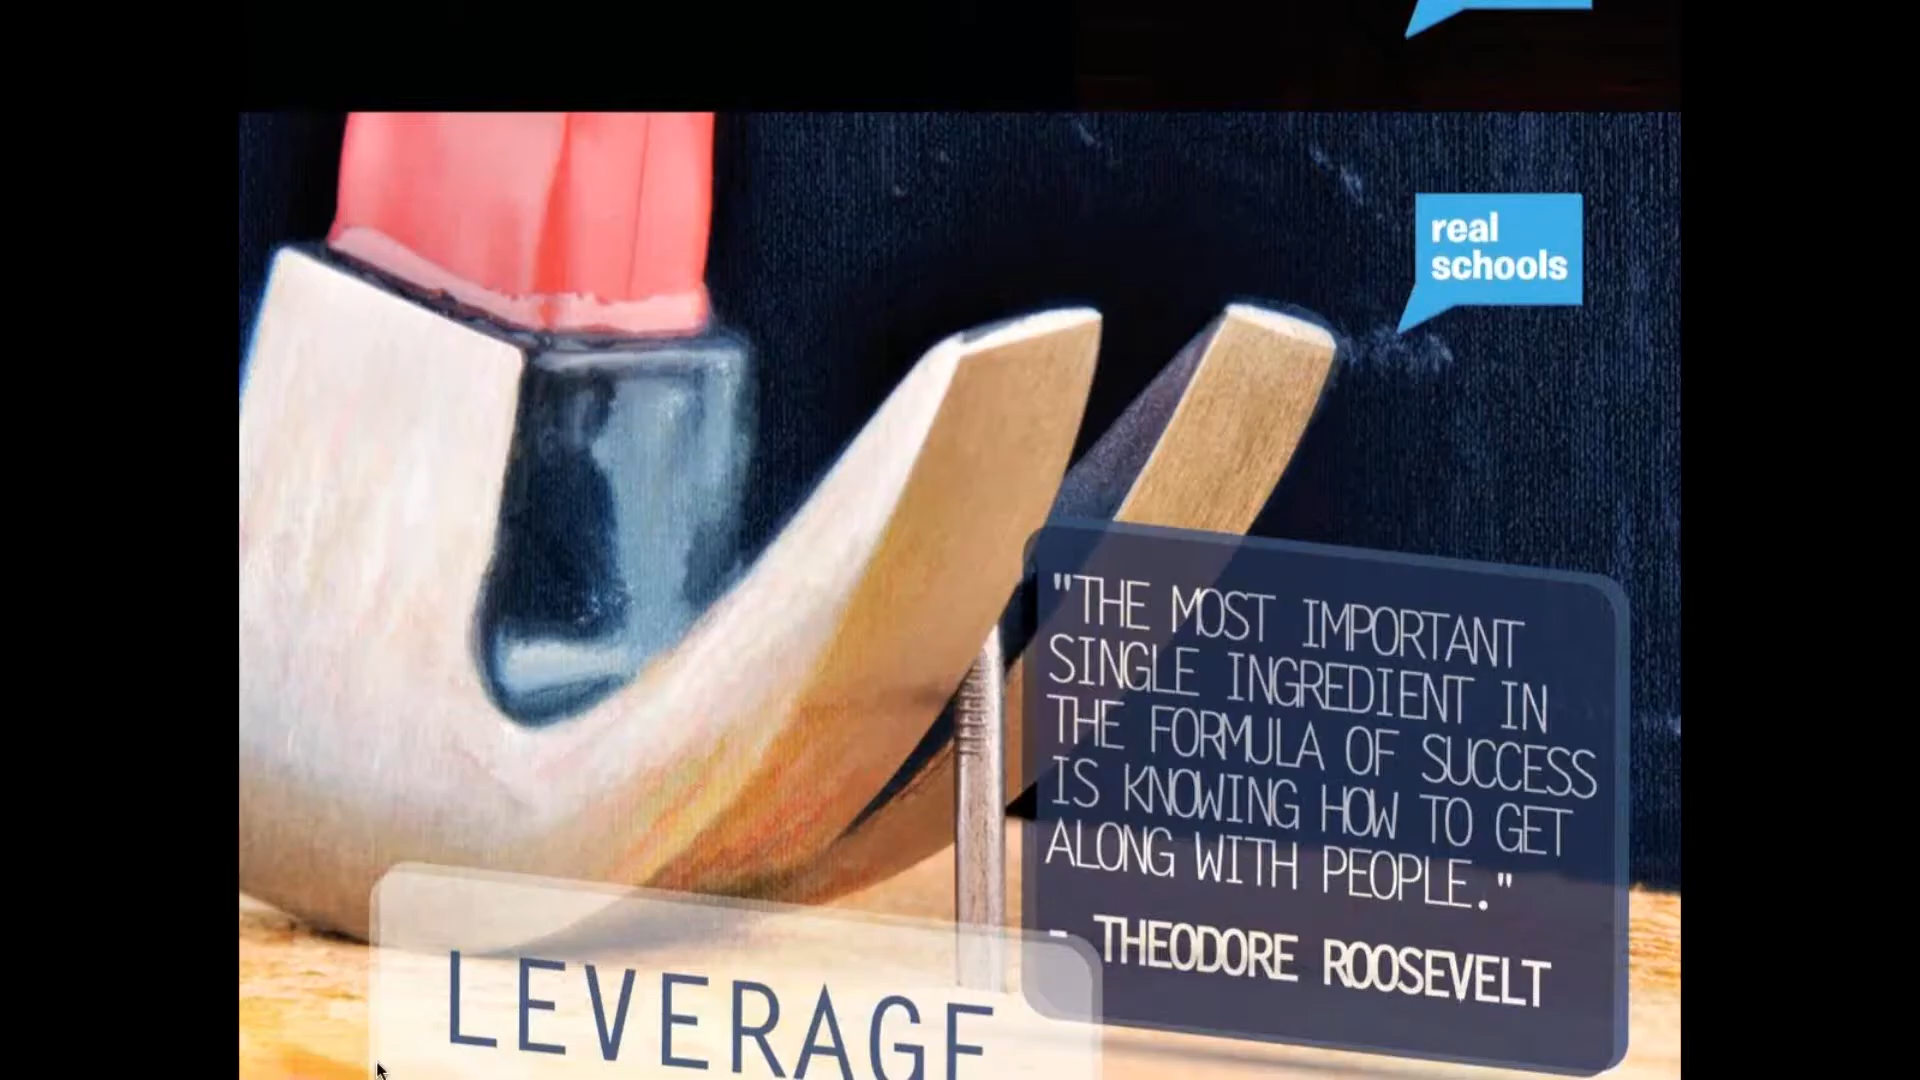 real
schools
"THE MOST IMPORTANT
SINGLE INGREDIENT IN
THE FORMULA OF SUCCESS
IS KNOWING HOW TO GET
ALONG WITH PEOPLE."
- THEODORE ROOSEVELT
LEVERAGE